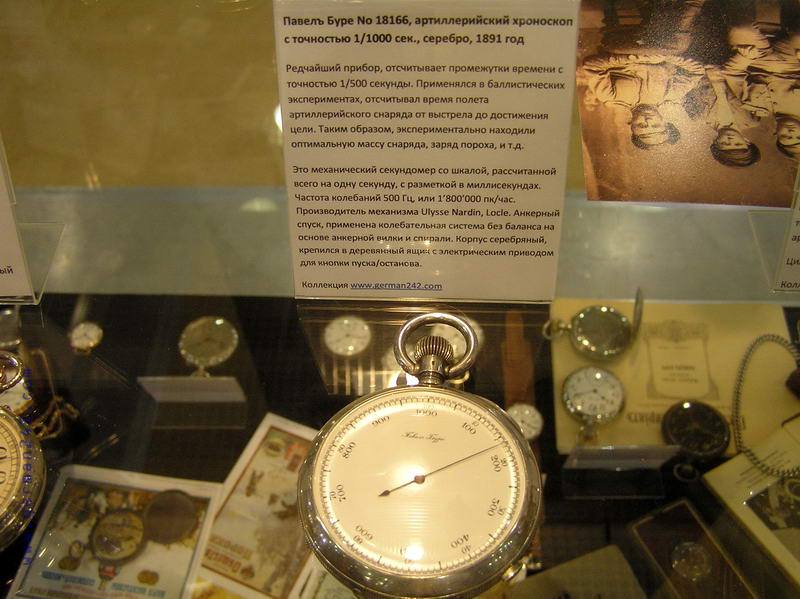 Павелъ Буре No 18166, артиллерийский хроноскоп
с точностью 1/1000 сек., серебро, 1891 год
Редчайший прибор, отсчитывает промежутки времени с
точностью 1/500 секунды. Применялся в баллистических
экспериментах, отсчитывал время полета
артиллерийского снаряда от выстрела до достижения
цели. Таким образом, экспериментально находили
оптимальную массу снаряда, заряд пороха, и т.д.
Это механический секундомер со шкалой, рассчитанной
всего на одну секунду, с разметкой в миллисекундах.
Частота колебаний 500 Гц, или 1'800'000 пк/час.
Производитель механизма Ulysse Nardin, Locle. Анкерный
спуск, применена колебательная система без баланса на
основе анкерной вилки и спирали. Корпус серебряный,
крепился в деревянный ящик с электрическим приводом
для кнопки пуска/останова.
Коллекция www.german242.com
1000
900
800
700
600
500
400
200
Павелъ Буре